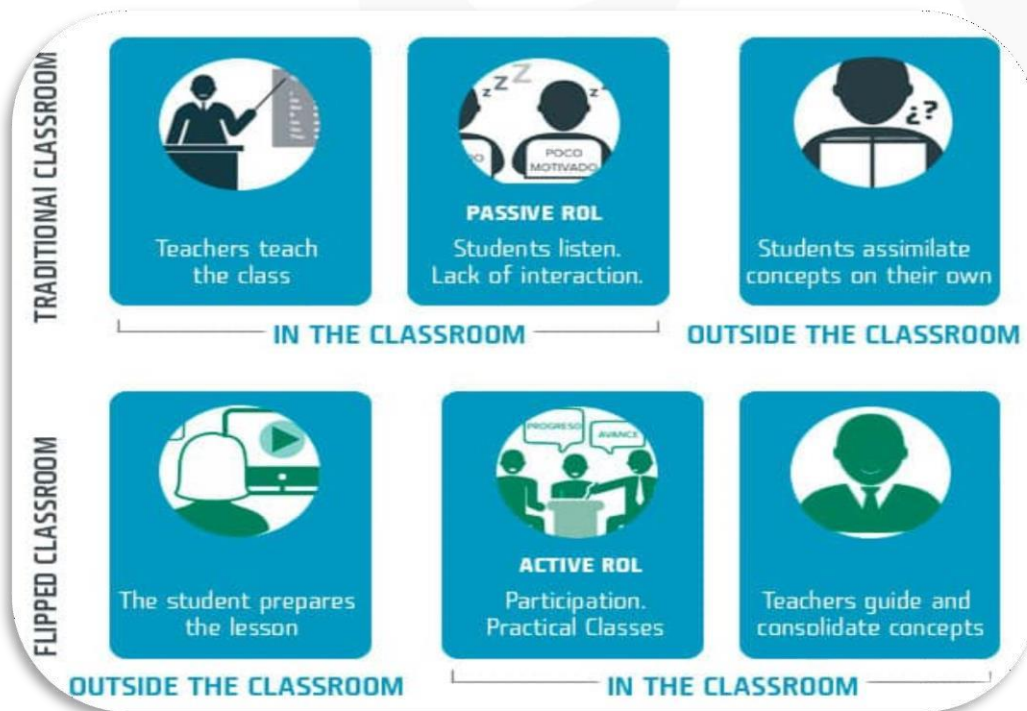 TRADITIONAL CLASSROOM
z z Z
z
DO
POCO
MOTIVADO
¿?
Teachers teach
the class
PASSIVE ROL
Students listen.
Lack of interaction.
Students assimilate
concepts on their own
IN THE CLASSROOM
OUTSIDE THE CLASSROOM
FLIPPED CLASSROOM
PROGRESO
AVANCE
The student prepares
the lesson
ACTIVE ROL
Participation.
Practical Classes
Teachers guide and
consolidate concepts
OUTSIDE THE CLASSROOM
IN THE CLASSROOM